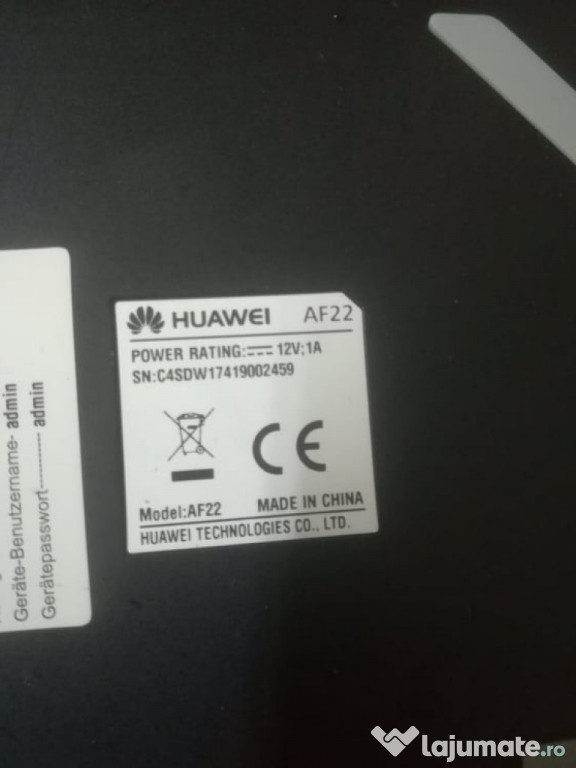 HUAWEI AF22
POWER RATING: 12V;1A
SN:C4SDW17419002459
CE
Model:AF22 MADE IN CHINA
HUAWEI TECHNOLOGIES CO., LTD.
Geräte-Benutzername- admin
Gerätepasswort----------- admin
lajumate.ro